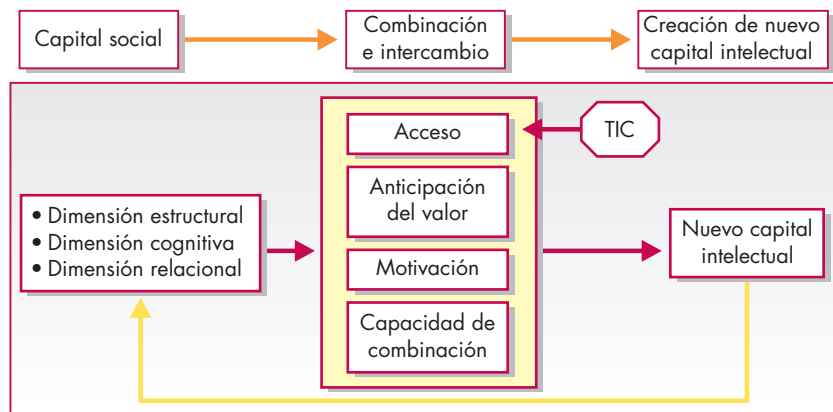 Capital social
Combinación
e intercambio
Creación de nuevo
capital intelectual
Acceso
TIC
Anticipación
del valor
• Dimensión estructural
• Dimensión cognitiva
• Dimensión relacional
Motivación
Capacidad de
combinación
Nuevo capital
intelectual